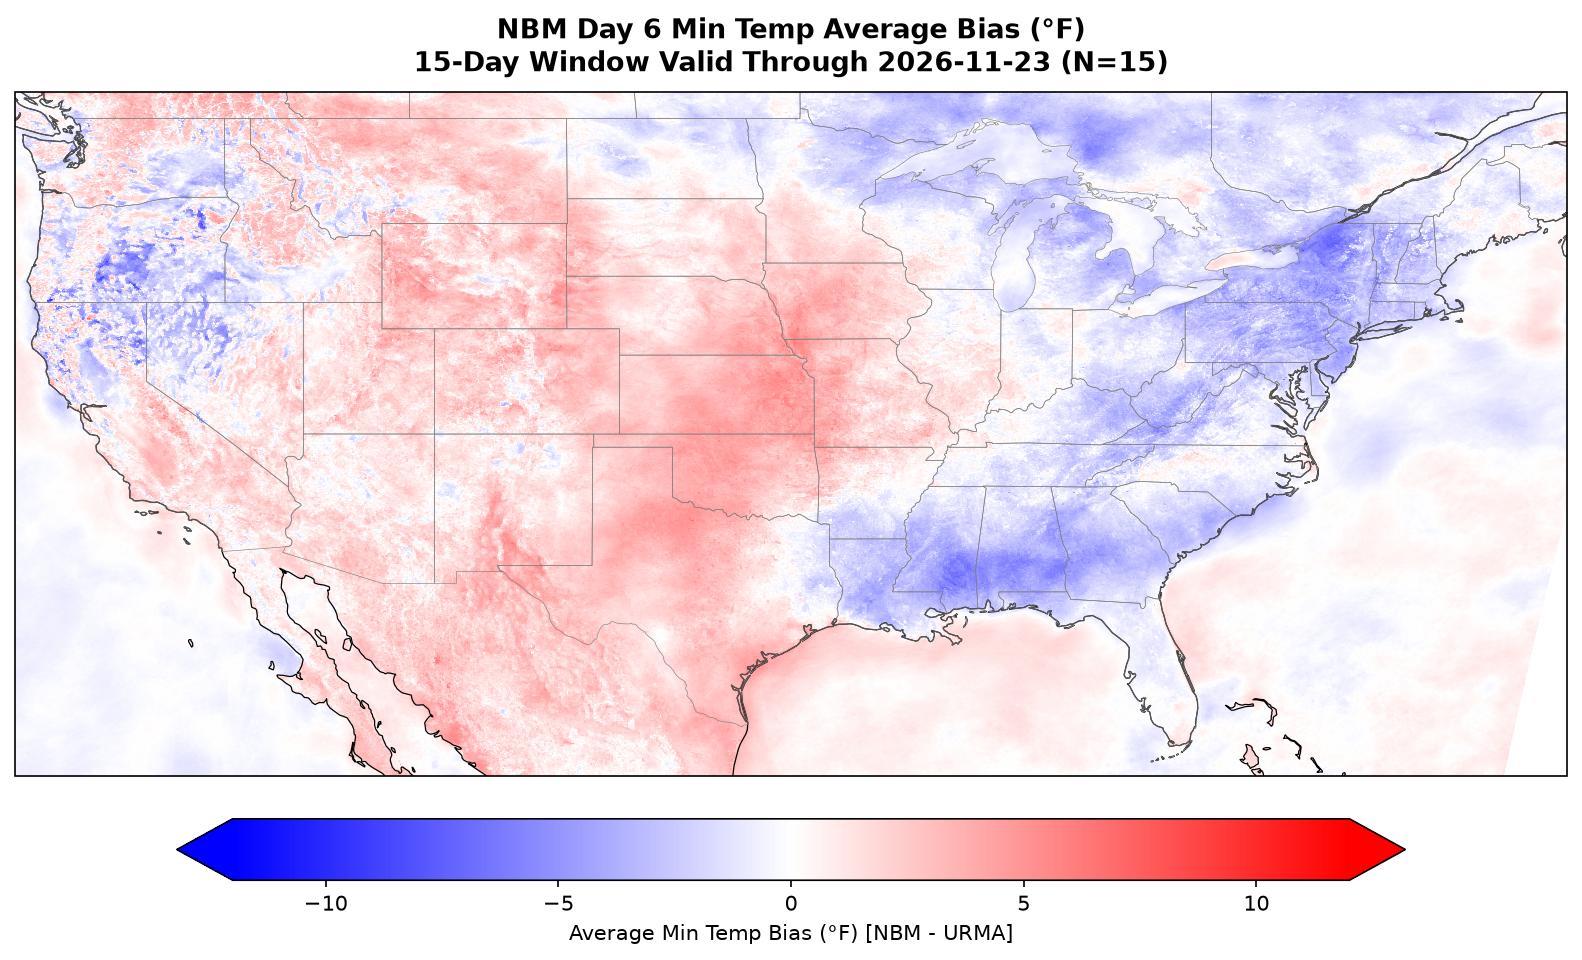 NBM Day 6 Min Temp Average Bias (°F)
15-Day Window Valid Through 2026-11-23 (N=15)
−10 −5 0 5 10
Average Min Temp Bias (°F) [NBM - URMA]